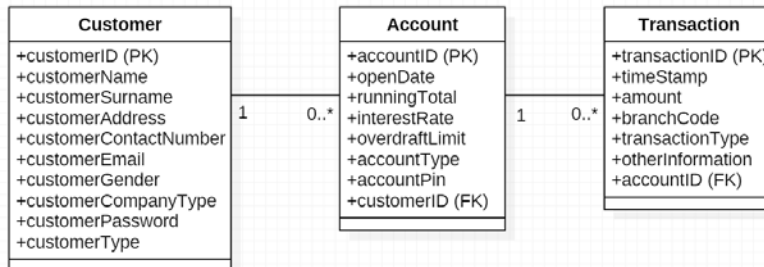 Customer
+customerID (PK)
+customerName
+customerSurname
+customerAddress
+customerContactNumber
+customerEmail
+customerGender
+customerCompanyType
+customerPassword
+customerType
1
0..*
Account
+accountID (PK)
+openDate
+runningTotal
+interestRate
+overdraftLimit
+accountType
+accountPin
+customerID (FK)
1
0..*
Transaction
+transactionID (PK)
+timeStamp
+amount
+branchCode
+transactionType
+otherInformation
+accountID (FK)